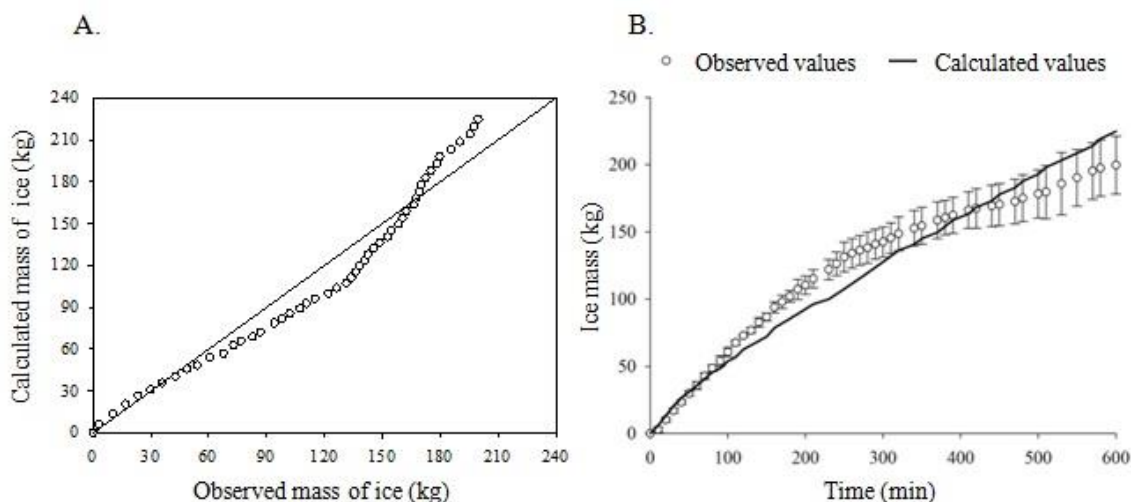 A.
Calculated mass of ice (kg)
240
210
180
150
120
90
60
30
0
0 30 60 90 120 150 180 210 240
Observed mass of ice (kg)
B.
Observed values Calculated values
Ice mass (kg)
250
200
150
100
50
0
0 100 200 300 400 500 600
Time (min)